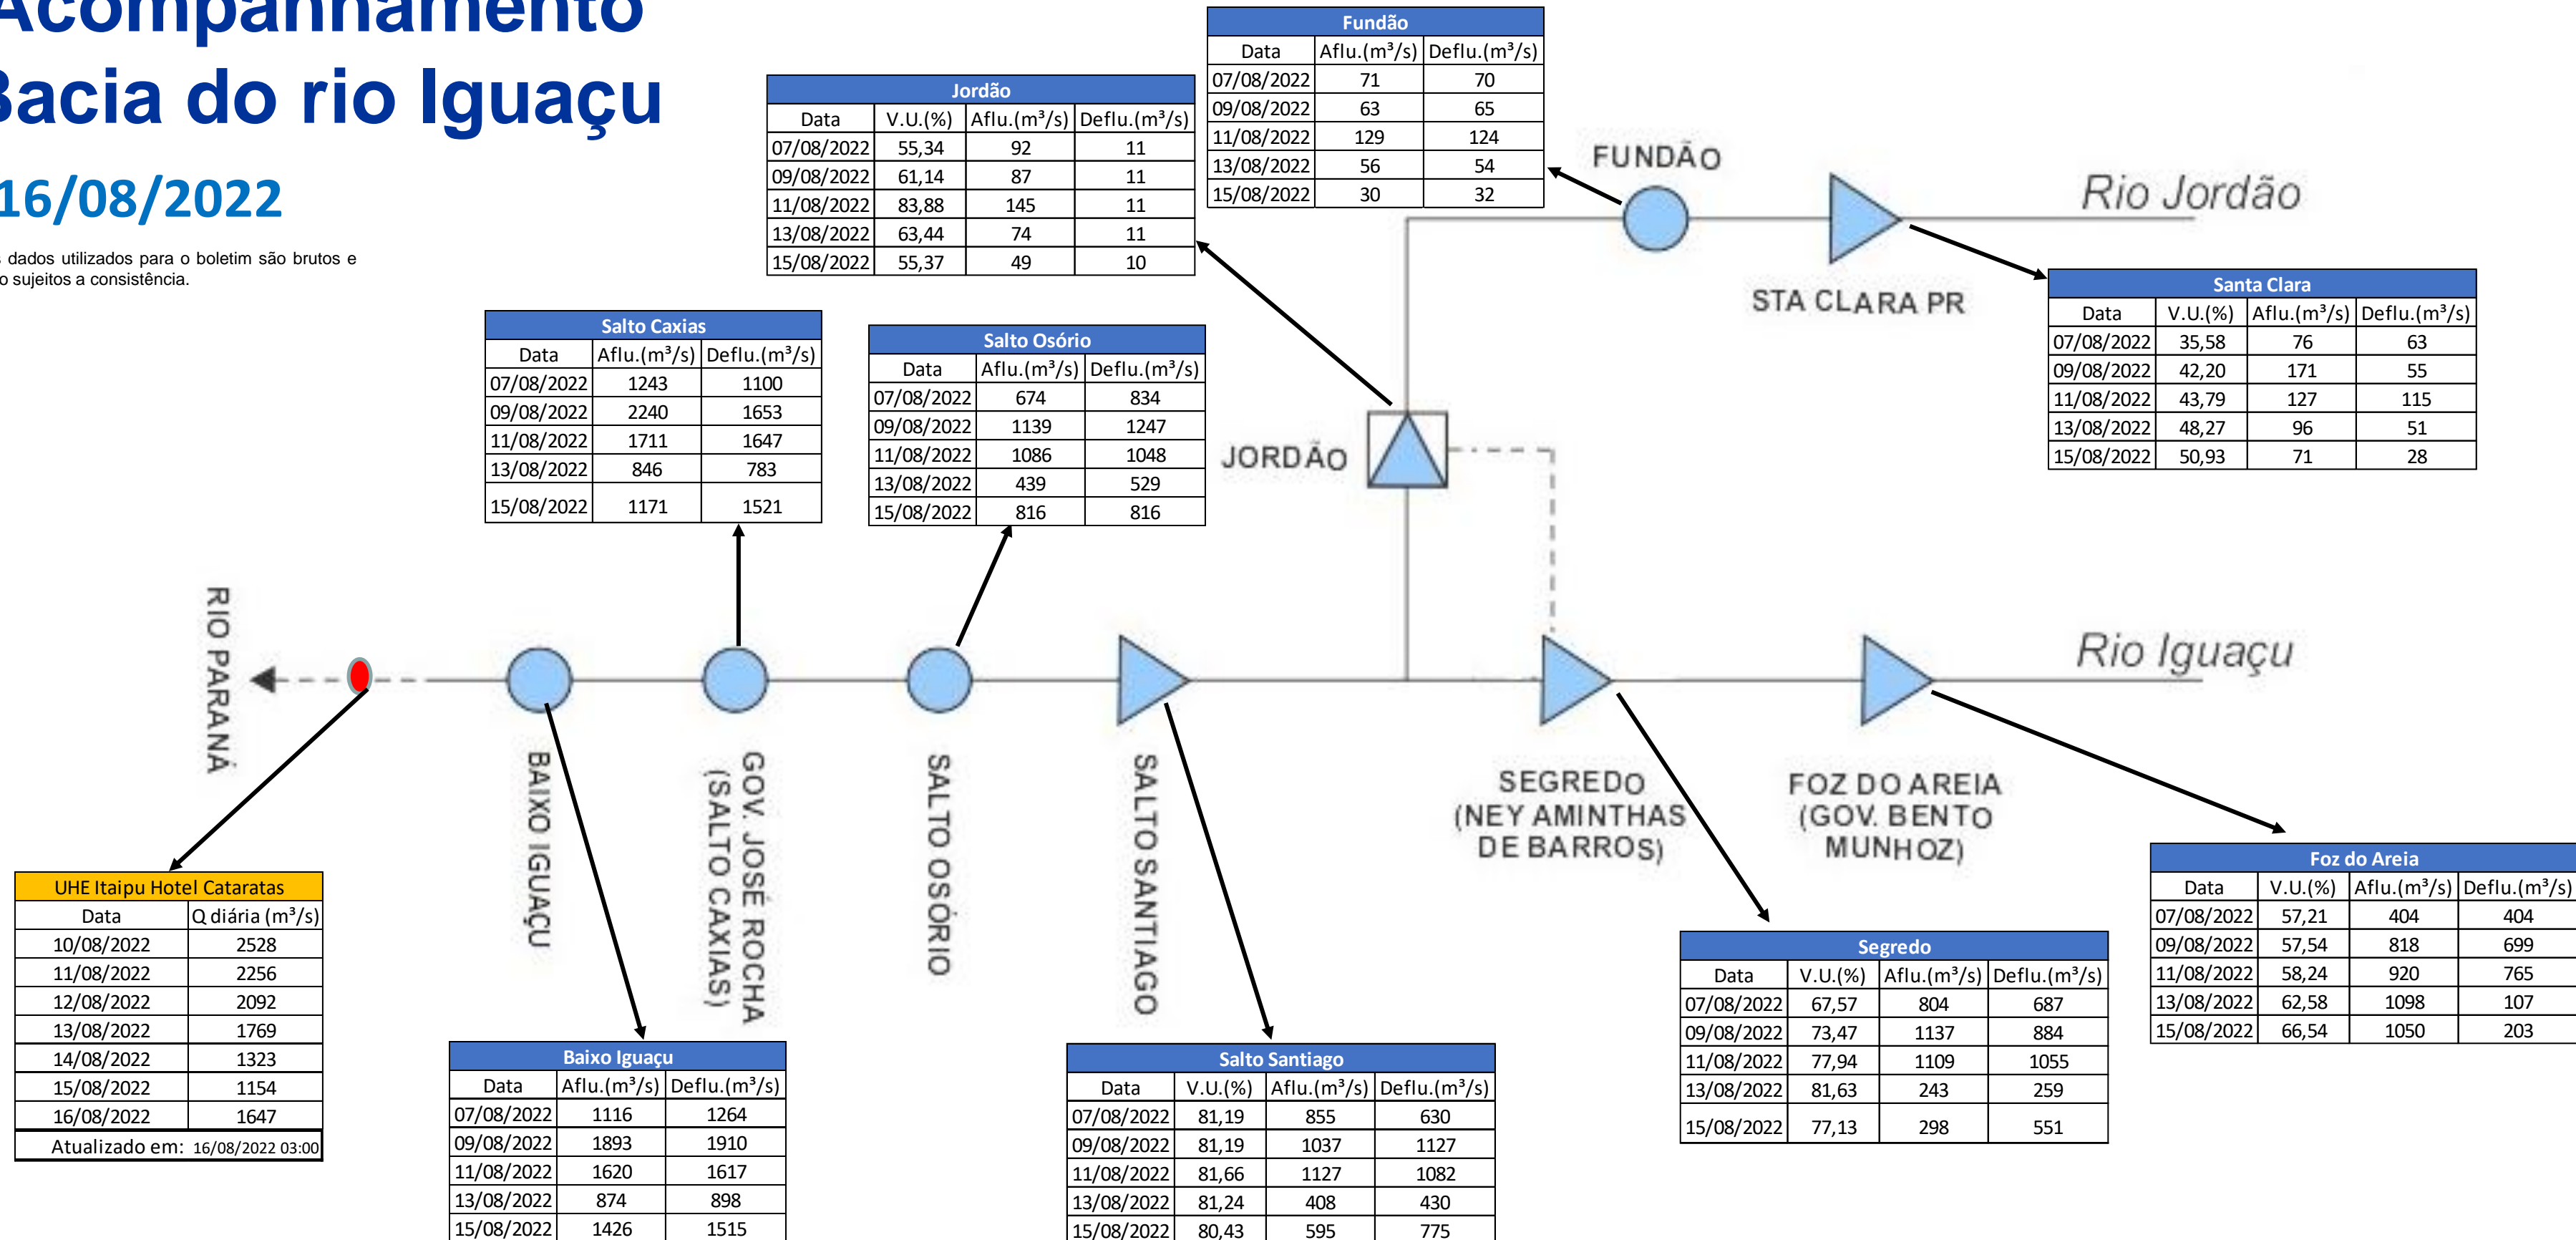 Acompanhamento
Bacia do rio Iguaçu
16/08/2022
dados utilizados para o boletim são brutos e
sujeitos a consistência.
Fundão
Data Aflu.(m³/s) Deflu.(m³/s)
07/08/2022 71 70
09/08/2022 63 65
11/08/2022 129 124
13/08/2022 56 54
15/08/2022 30 32
Jordão
Data V.U.(%) Aflu.(m³/s) Deflu.(m³/s)
07/08/2022 55,34 92 11
09/08/2022 61,14 87 11
11/08/2022 83,88 145 11
13/08/2022 63,44 74 11
15/08/2022 55,37 49 10
FUNDÃO
Rio Jordão
STA CLARA PR
Santa Clara
Data V.U.(%) Aflu.(m³/s) Deflu.(m³/s)
07/08/2022 35,58 76 63
09/08/2022 42,20 171 55
11/08/2022 43,79 127 115
13/08/2022 48,27 96 51
15/08/2022 50,93 71 28
Salto Caxias
Data Aflu.(m³/s) Deflu.(m³/s)
07/08/2022 1243 1100
09/08/2022 2240 1653
11/08/2022 1711 1647
13/08/2022 846 783
15/08/2022 1171 1521
Salto Osório
Data Aflu.(m³/s) Deflu.(m³/s)
07/08/2022 674 834
09/08/2022 1139 1247
11/08/2022 1086 1048
13/08/2022 439 529
15/08/2022 816 816
JORDÃO
RIO PARANÁ
Rio Iguaçu
BAIXO IGUAÇU
GOV. JOSÉ ROCHA
(SALTO CAXIAS)
SALTO OSÓRIO
SALTO SANTIAGO
SEGREDO
(NEY AMINTHAS
DE BARROS)
FOZ DO AREIA
(GOV. BENTO
MUNHOZ)
UHE Itaipu Hotel Cataratas
Data Q diária (m³/s)
10/08/2022 2528
11/08/2022 2256
12/08/2022 2092
13/08/2022 1769
14/08/2022 1323
15/08/2022 1154
16/08/2022 1647
Atualizado em: 16/08/2022 03:00
Baixo Iguaçu
Data Aflu.(m³/s) Deflu.(m³/s)
07/08/2022 1116 1264
09/08/2022 1893 1910
11/08/2022 1620 1617
13/08/2022 874 898
15/08/2022 1426 1515
Salto Santiago
Data V.U.(%) Aflu.(m³/s) Deflu.(m³/s)
07/08/2022 81,19 855 630
09/08/2022 81,19 1037 1127
11/08/2022 81,66 1127 1082
13/08/2022 81,24 408 430
15/08/2022 80,43 595 775
Segredo
Data V.U.(%) Aflu.(m³/s) Deflu.(m³/s)
07/08/2022 67,57 804 687
09/08/2022 73,47 1137 884
11/08/2022 77,94 1109 1055
13/08/2022 81,63 243 259
15/08/2022 77,13 298 551
Foz do Areia
Data V.U.(%) Aflu.(m³/s) Deflu.(m³/s)
07/08/2022 57,21 404 404
09/08/2022 57,54 818 699
11/08/2022 58,24 920 765
13/08/2022 62,58 1098 107
15/08/2022 66,54 1050 203